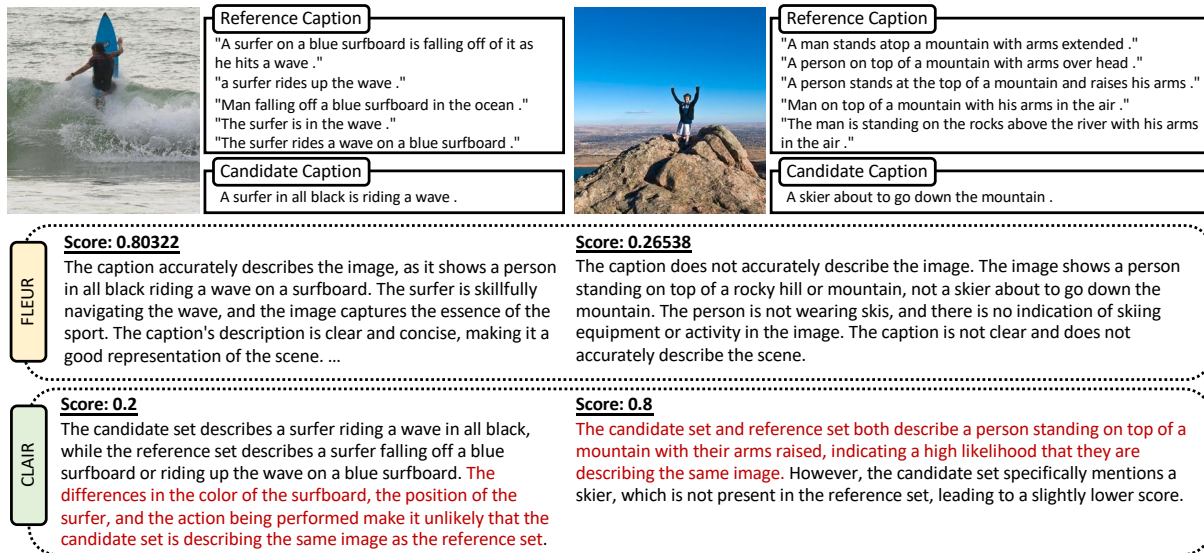 Reference Caption
"A surfer on a blue surfboard is falling off of it as
he hits a wave ."
"a surfer rides up the wave ."
"Man falling off a blue surfboard in the ocean ."
"The surfer is in the wave ."
"The surfer rides a wave on a blue surfboard ."
Candidate Caption
A surfer in all black is riding a wave .
Reference Caption
"A man stands atop a mountain with arms extended ."
"A person on top of a mountain with arms over head ."
"A person stands at the top of a mountain and raises his arms ."
"Man on top of a mountain with his arms in the air ."
"The man is standing on the rocks above the river with his arms
in the air ."
Candidate Caption
A skier about to go down the mountain .
FLEUR
Score: 0.80322
The caption accurately describes the image, as it shows a person
in all black riding a wave on a surfboard. The surfer is skillfully
navigating the wave, and the image captures the essence of the
sport. The caption's description is clear and concise, making it a
good representation of the scene. ...
Score: 0.26538
The caption does not accurately describe the image. The image shows a person
standing on top of a rocky hill or mountain, not a skier about to go down the
mountain. The person is not wearing skis, and there is no indication of skiing
equipment or activity in the image. The caption is not clear and does not
accurately describe the scene.
CLAIR
Score: 0.2
The candidate set describes a surfer riding a wave in all black,
while the reference set describes a surfer falling off a blue
surfboard or riding up the wave on a blue surfboard. The
differences in the color of the surfboard, the position of the
surfer, and the action being performed make it unlikely that the
candidate set is describing the same image as the reference set.
Score: 0.8
The candidate set and reference set both describe a person standing on top of a
mountain with their arms raised, indicating a high likelihood that they are
describing the same image. However, the candidate set specifically mentions a
skier, which is not present in the reference set, leading to a slightly lower score.